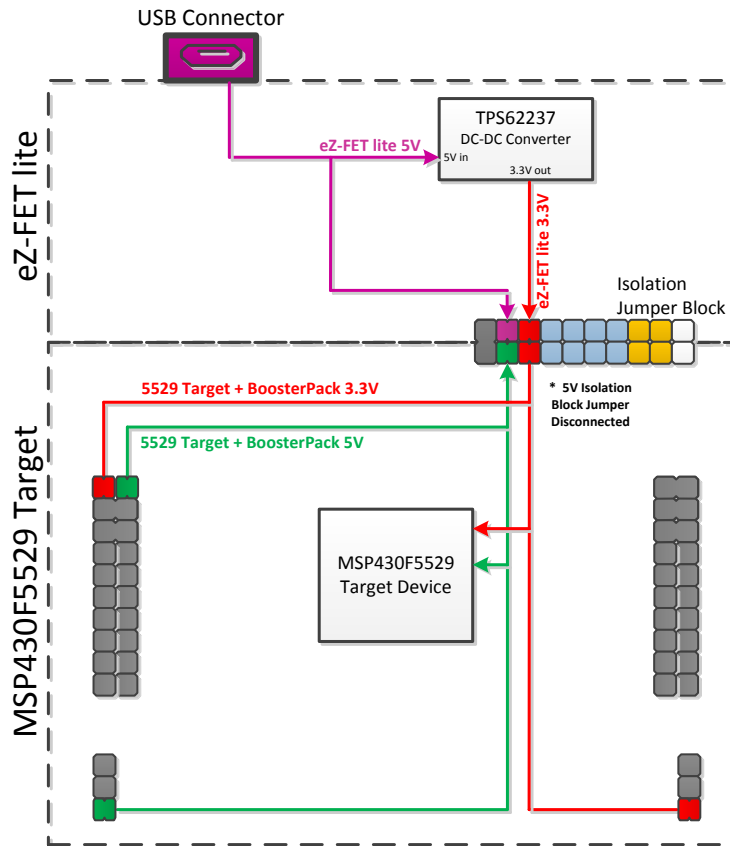 USB Connector
eZ-FET lite
TPS62237
DC-DC Converter
5V in
3.3V out
eZ-FET lite 5V
eZ-FET lite 3.3V
Isolation
Jumper Block
MSP430F5529 Target
5529 Target + BoosterPack 3.3V
5529 Target + BoosterPack 5V
* 5V Isolation
Block Jumper
Disconnected
MSP430F5529
Target Device